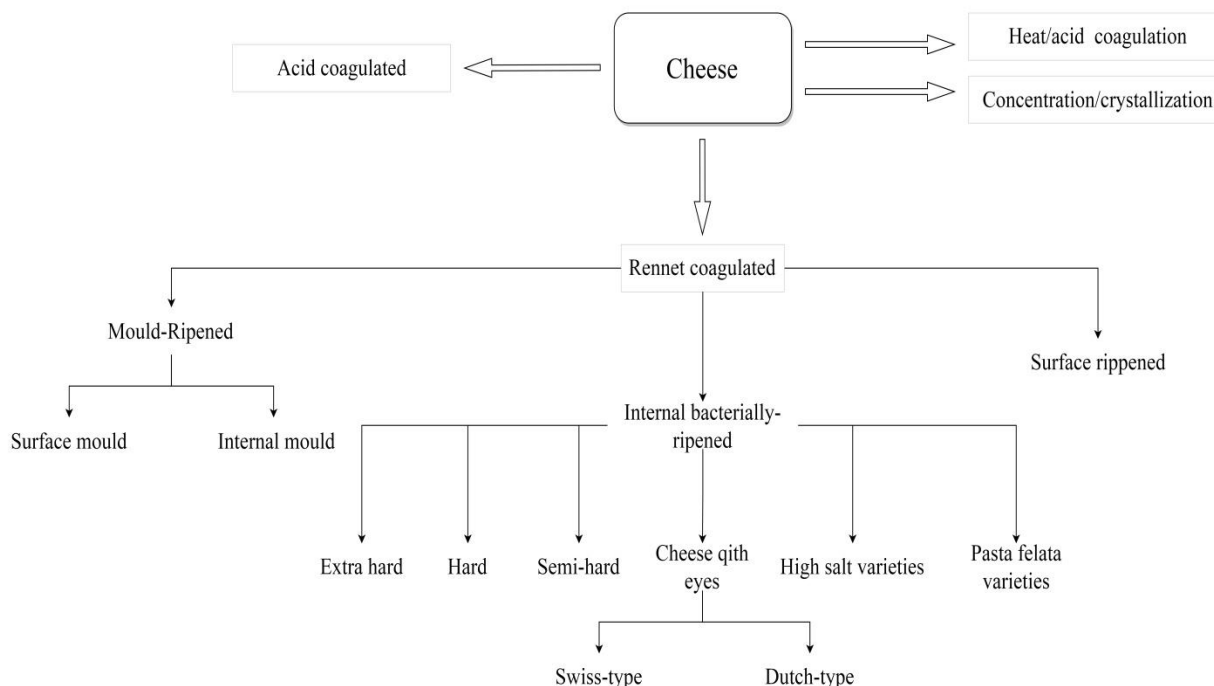 Heat/acid coagulation
Acid coagulated
Cheese
Concentration/crystallization
Rennet coagulated
Mould-Ripened
Surface rippened
Surface mould
Internal mould
Internal bacterially-
ripened
Extra hard
Hard
Semi-hard
Cheese qith
eyes
High salt varieties
Pasta felata
varieties
Swiss-type
Dutch-type